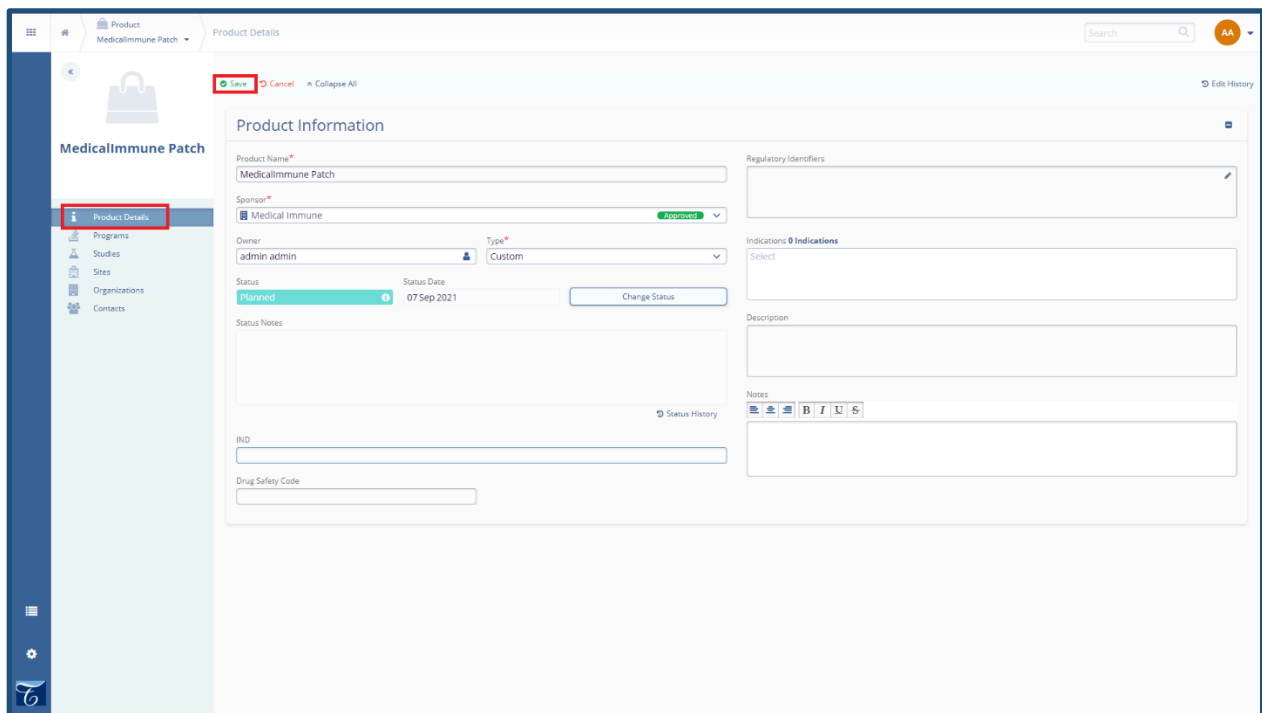 Product
MedicalImmune Patch
Product Details
Search
AA
Save
Cancel
Collapse All
Edit History
MedicalImmune Patch
Product Details
Programs
Studies
Sites
Organizations
Contacts
Product Information
Product Name*
MedicalImmune Patch
Sponsor*
Medical Immune
Approved
Owner
admin admin
Type*
Custom
Status
Planned
Status Date
07 Sep 2021
Change Status
Status Notes
Status History
IND
Drug Safety Code
Regulatory Identifiers
Indications 0 Indications
Select
Description
Notes
B I U S